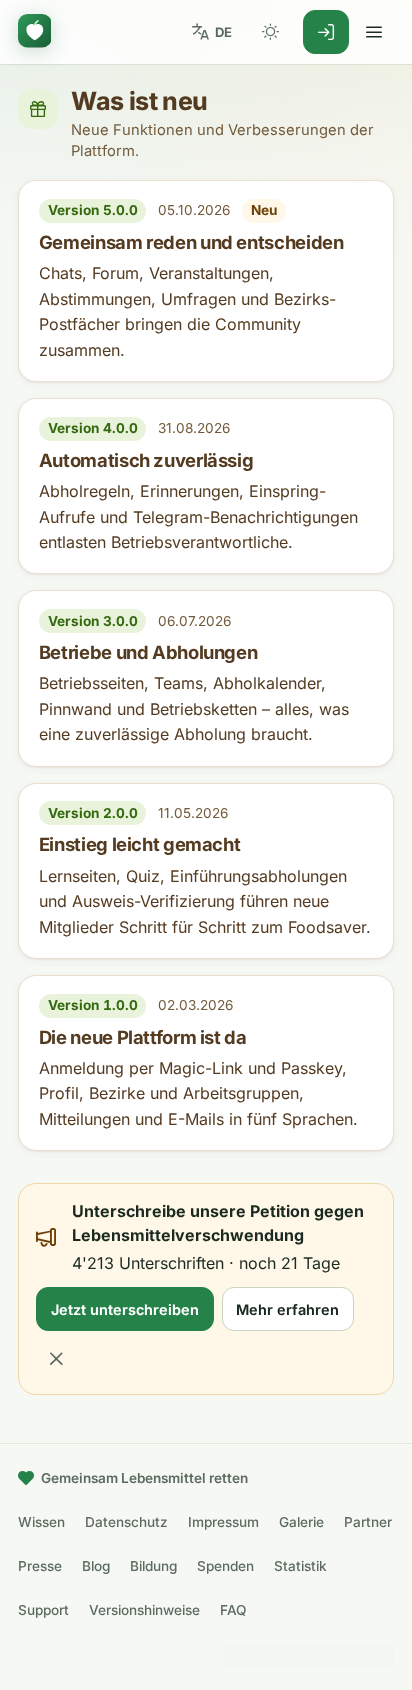 DE
Was ist neu
Neue Funktionen und Verbesserungen der
Plattform.
Version 5.0.0 05.10.2026 Neu
Gemeinsam reden und entscheiden
Chats, Forum, Veranstaltungen,
Abstimmungen, Umfragen und Bezirks-
Postfächer bringen die Community
zusammen.
Version 4.0.0 31.08.2026
Automatisch zuverlässig
Abholregeln, Erinnerungen, Einspring-
Aufrufe und Telegram-Benachrichtigungen
entlasten Betriebsverantwortliche.
Version 3.0.0 06.07.2026
Betriebe und Abholungen
Betriebsseiten, Teams, Abholkalender,
Pinnwand und Betriebsketten – alles, was
eine zuverlässige Abholung braucht.
Version 2.0.0 11.05.2026
Einstieg leicht gemacht
Lernseiten, Quiz, Einführungsabholungen
und Ausweis-Verifizierung führen neue
Mitglieder Schritt für Schritt zum Foodsaver.
Version 1.0.0 02.03.2026
Die neue Plattform ist da
Anmeldung per Magic-Link und Passkey,
Profil, Bezirke und Arbeitsgruppen,
Mitteilungen und E-Mails in fünf Sprachen.
Unterschreibe unsere Petition gegen
Lebensmittelverschwendung
4'213 Unterschriften · noch 21 Tage
Jetzt unterschreiben Mehr erfahren
Gemeinsam Lebensmittel retten
Wissen Datenschutz Impressum Galerie Partner
Presse Blog Bildung Spenden Statistik
Support Versionshinweise FAQ